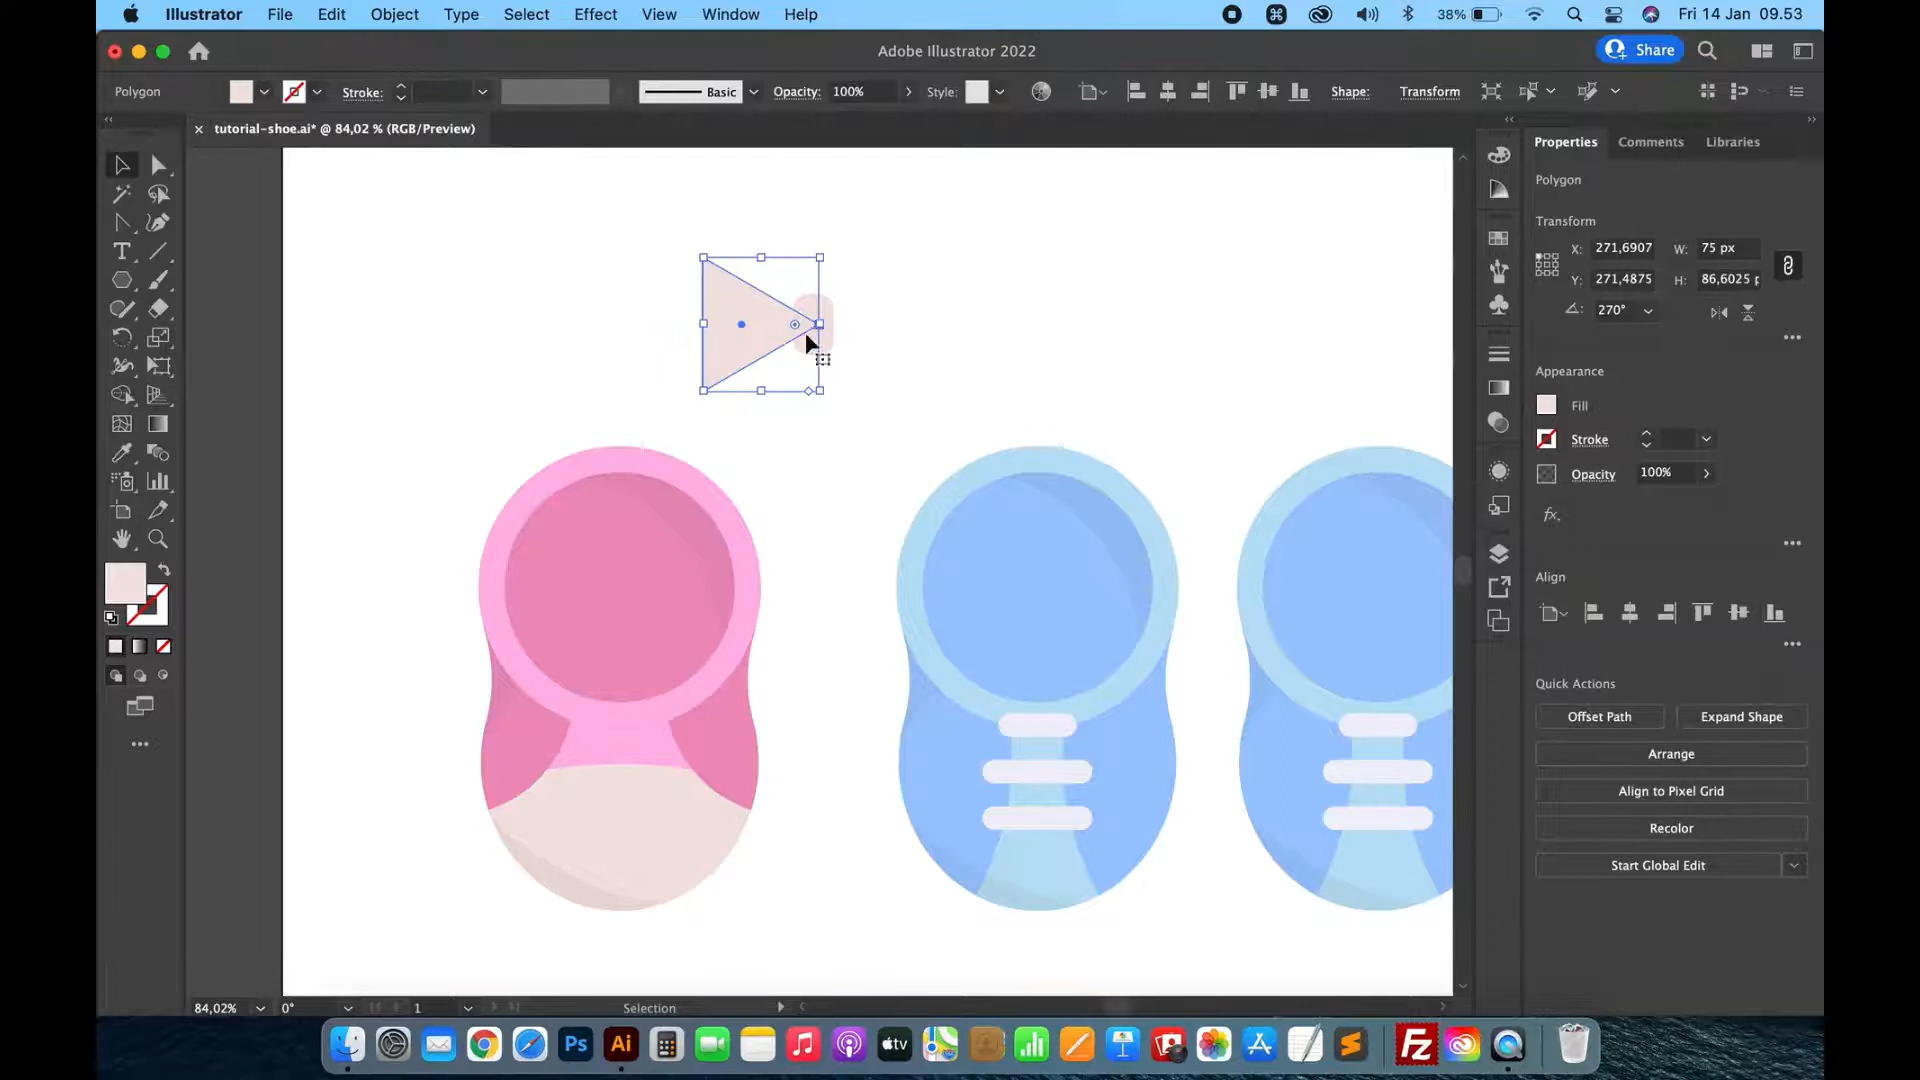 Illustrator File Edit Object Type Select Effect View Window Help 38% Fri 14 Jan 09.53
Adobe Illustrator 2022 Share
Polygon Stroke: Basic Opacity: 100% Style: Shape: Transform
tutorial-shoe.ai* @ 84,02 % (RGB/Preview)
Properties Comments Libraries
Polygon
Transform
X: 271,6907 W: 75 px
Y: 271,4875 H: 86,6025 p
270°
Appearance
Fill
Stroke
Opacity 100%
fx.
Align
Quick Actions
Offset Path Expand Shape
Arrange
Align to Pixel Grid
Recolor
Start Global Edit
84,02% 0° 1 Selection
Ps Ai tv Fz